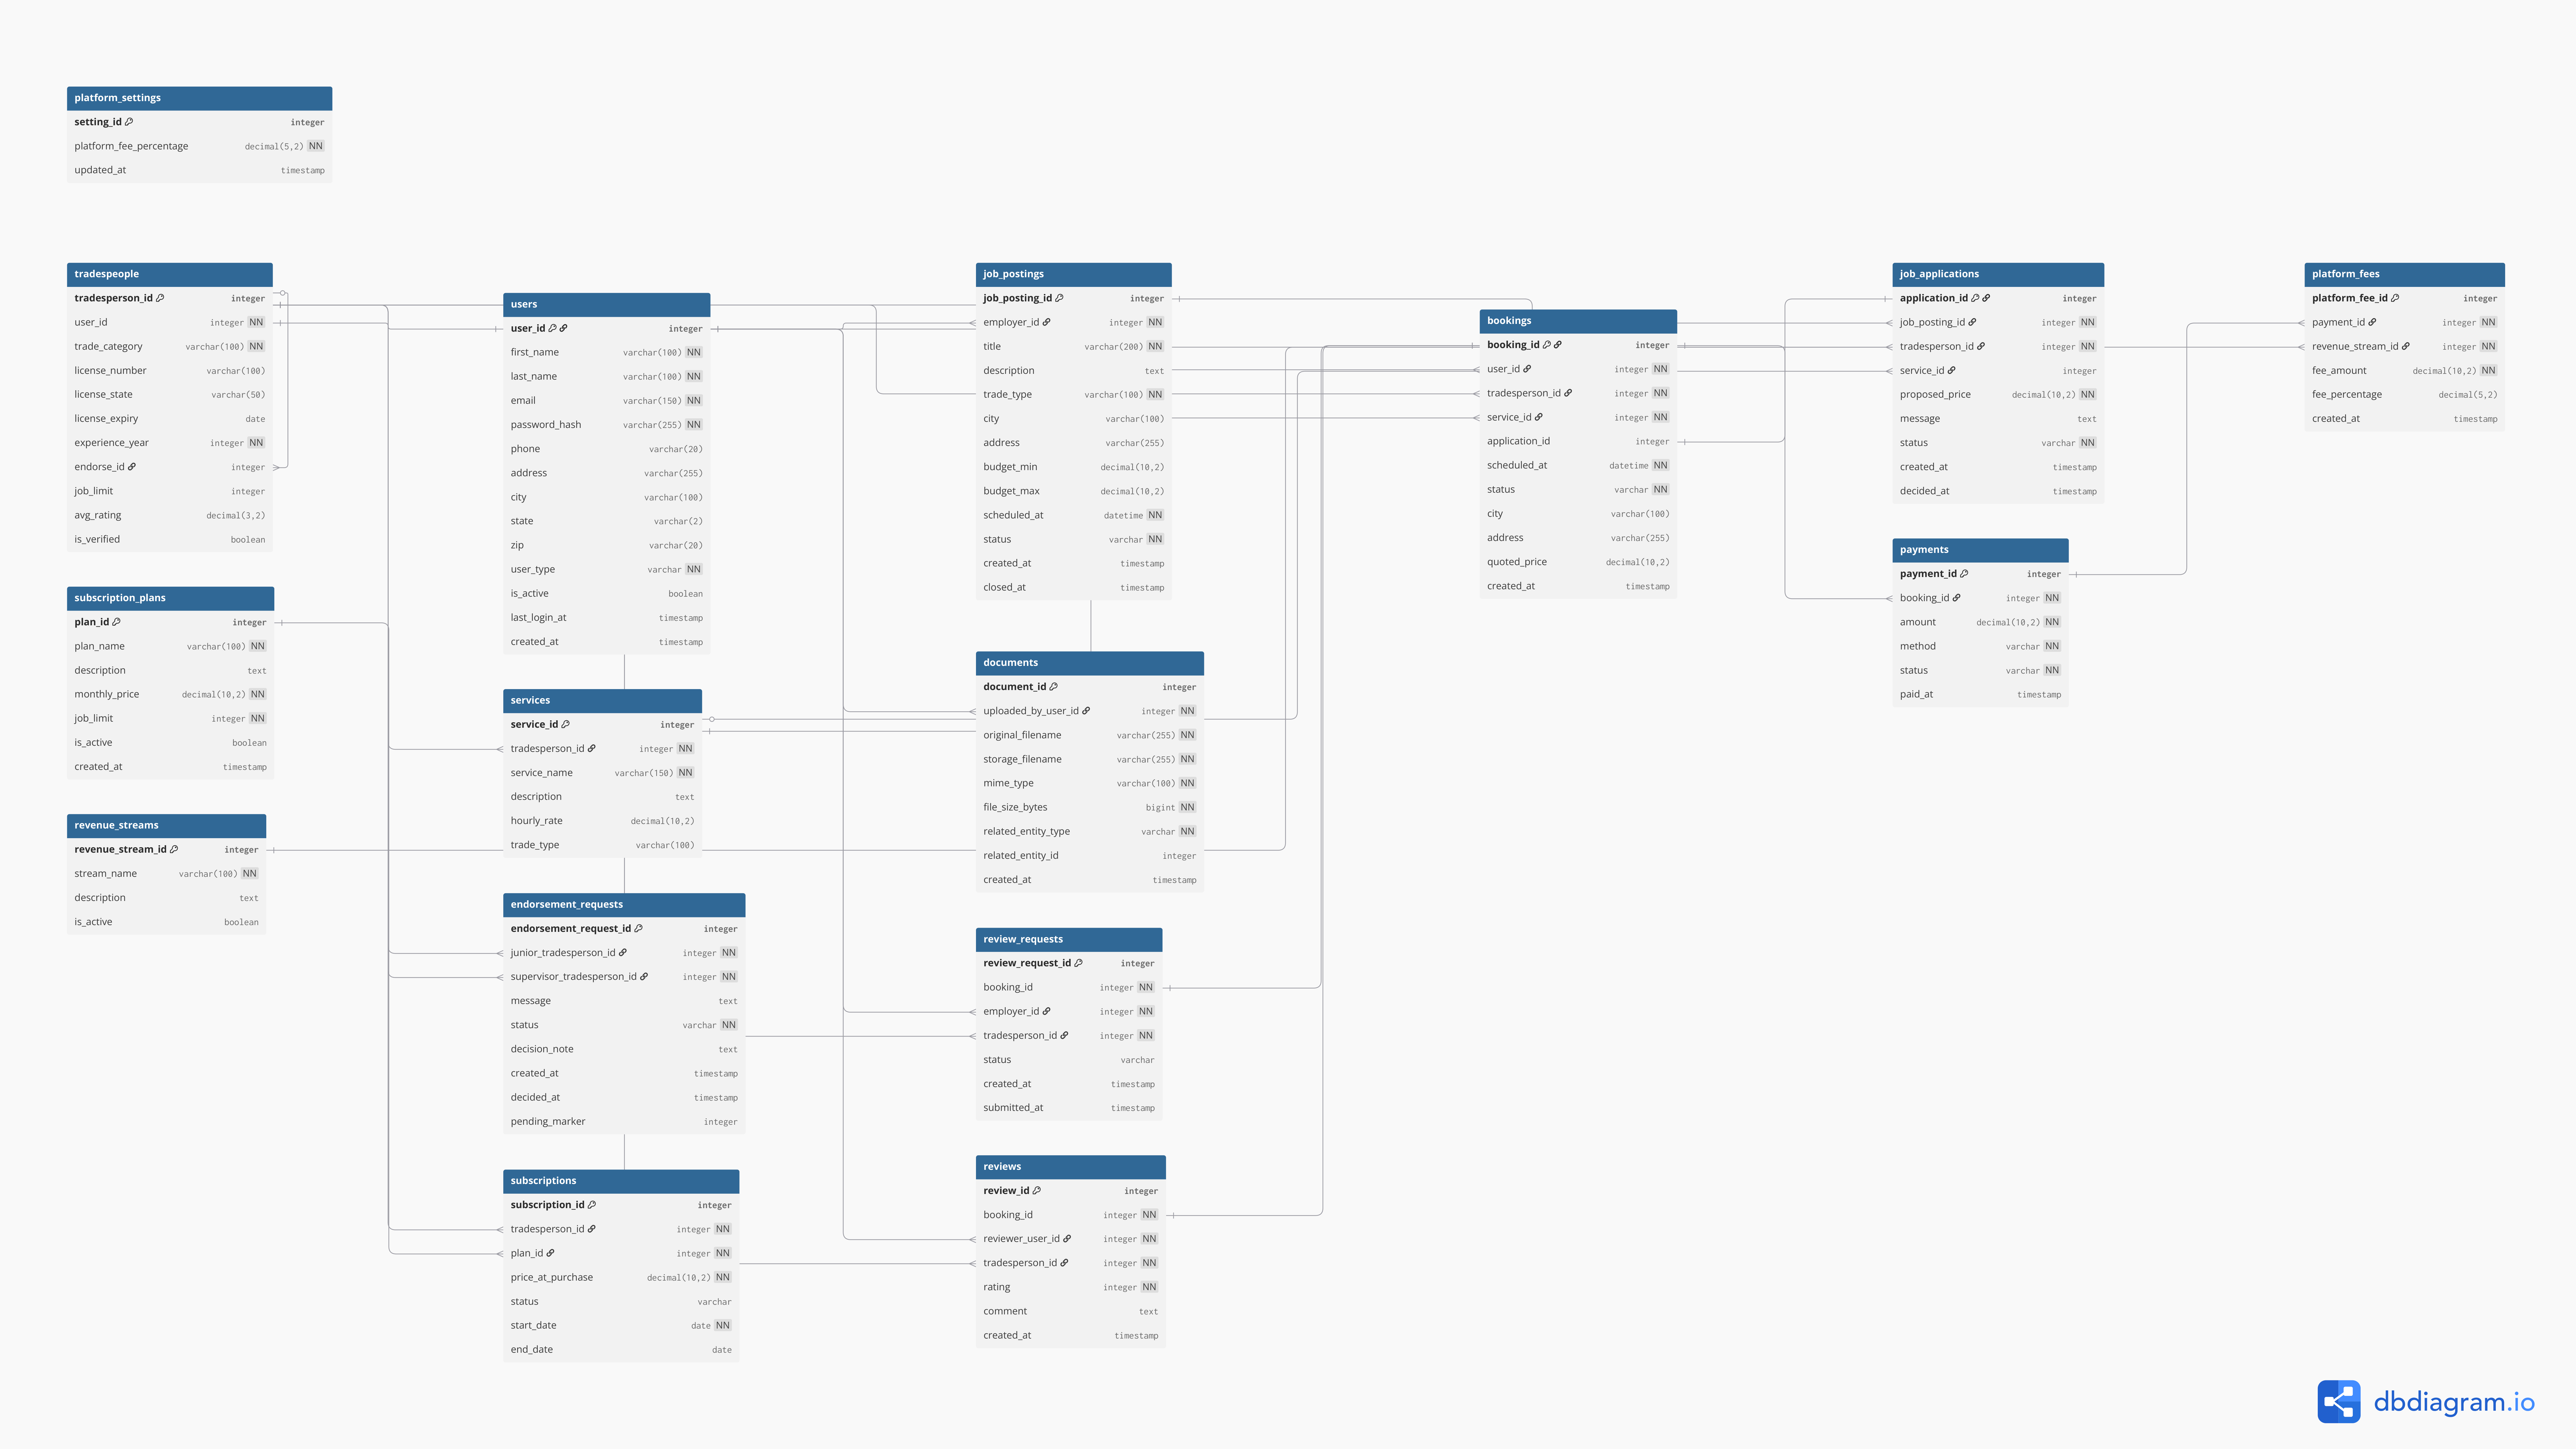 platform_settings
setting_id integer
platform_fee_percentage decimal(5,2) NN
updated_at timestamp
tradespeople
tradesperson_id integer
user_id integer NN
trade_category varchar(100) NN
license_number varchar(100)
license_state varchar(50)
license_expiry date
experience_year integer NN
endorse_id integer
job_limit integer
avg_rating decimal(3,2)
is_verified boolean
subscription_plans
plan_id integer
plan_name varchar(100) NN
description text
monthly_price decimal(10,2) NN
job_limit integer NN
is_active boolean
created_at timestamp
revenue_streams
revenue_stream_id integer
stream_name varchar(100) NN
description text
is_active boolean
users
user_id integer
first_name varchar(100) NN
last_name varchar(100) NN
email varchar(150) NN
password_hash varchar(255) NN
phone varchar(20)
address varchar(255)
city varchar(100)
state varchar(2)
zip varchar(20)
user_type varchar NN
is_active boolean
last_login_at timestamp
created_at timestamp
services
service_id integer
tradesperson_id integer NN
service_name varchar(150) NN
description text
hourly_rate decimal(10,2)
trade_type varchar(100)
endorsement_requests
endorsement_request_id integer
junior_tradesperson_id integer NN
supervisor_tradesperson_id integer NN
message text
status varchar NN
decision_note text
created_at timestamp
decided_at timestamp
pending_marker integer
subscriptions
subscription_id integer
tradesperson_id integer NN
plan_id integer NN
price_at_purchase decimal(10,2) NN
status varchar
start_date date NN
end_date date
job_postings
job_posting_id integer
employer_id integer NN
title varchar(200) NN
description text
trade_type varchar(100) NN
city varchar(100)
address varchar(255)
budget_min decimal(10,2)
budget_max decimal(10,2)
scheduled_at datetime NN
status varchar NN
created_at timestamp
closed_at timestamp
documents
document_id integer
uploaded_by_user_id integer NN
original_filename varchar(255) NN
storage_filename varchar(255) NN
mime_type varchar(100) NN
file_size_bytes bigint NN
related_entity_type varchar NN
related_entity_id integer
created_at timestamp
review_requests
review_request_id integer
booking_id integer NN
employer_id integer NN
tradesperson_id integer NN
status varchar
created_at timestamp
submitted_at timestamp
reviews
review_id integer
booking_id integer NN
reviewer_user_id integer NN
tradesperson_id integer NN
rating integer NN
comment text
created_at timestamp
bookings
booking_id integer
user_id integer NN
tradesperson_id integer NN
service_id integer NN
application_id integer
scheduled_at datetime NN
status varchar NN
city varchar(100)
address varchar(255)
quoted_price decimal(10,2)
created_at timestamp
job_applications
application_id integer
job_posting_id integer NN
tradesperson_id integer NN
service_id integer
proposed_price decimal(10,2) NN
message text
status varchar NN
created_at timestamp
decided_at timestamp
payments
payment_id integer
booking_id integer NN
amount decimal(10,2) NN
method varchar NN
status varchar NN
paid_at timestamp
platform_fees
platform_fee_id integer
payment_id integer NN
revenue_stream_id integer NN
fee_amount decimal(10,2) NN
fee_percentage decimal(5,2)
created_at timestamp
dbdiagram.io